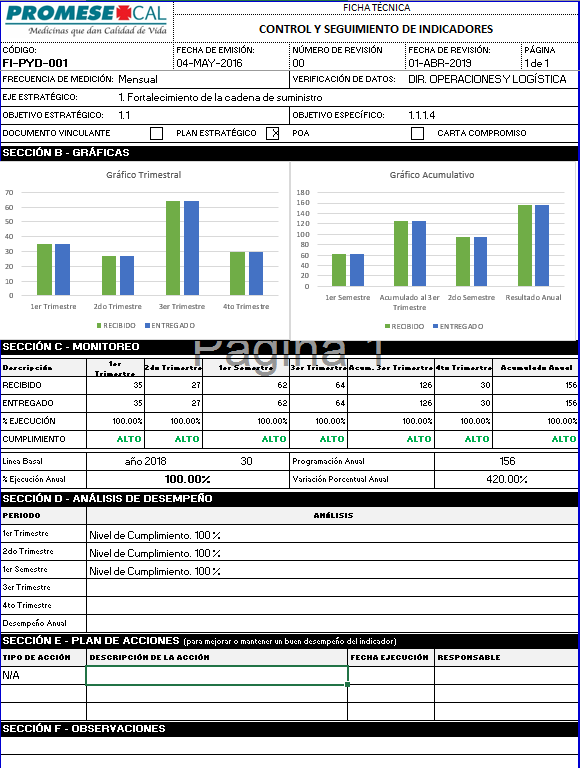 PROMESE CAL
Medicinas que dan Calidad de Vida
FICHA TÉCNICA
CONTROL Y SEGUIMIENTO DE INDICADORES
CÓDIGO: FECHA DE EMISIÓN: NÚMERO DE REVISIÓN FECHA DE REVISIÓN: PÁGINA
FI-PYD-001 04-MAY-2016 00 01-ABR-2019 1 de 1
FRECUENCIA DE MEDICIÓN: Mensual VERIFICACIÓN DE DATOS: DIR. OPERACIONES Y LOGÍSTICA
EJE ESTRATÉGICO: 1. Fortalecimiento de la cadena de suministro
OBJETIVO ESTRATÉGICO: 1.1 OBJETIVO ESPECÍFICO: 1.1.1.4
DOCUMENTO VINCULANTE PLAN ESTRATÉGICO X POA CARTA COMPROMISO
SECCIÓN B - GRÁFICAS
Gráfico Trimestral
70
60
50
40
30
20
10
0
1er Trimestre 2do Trimestre 3er Trimestre 4to Trimestre
RECIBIDO ENTREGADO
Gráfico Acumulativo
180
160
140
120
100
80
60
40
20
0
1er Semestre Acumulado al 3er Trimestre 2do Semestre Resultado Anual
RECIBIDO ENTREGADO
Página 1
SECCIÓN C - MONITOREO
Descripción 1er Trimestre 2do Trimestre 1er Semestre 3er Trimestre Acum. 3er Trimestre 4to Trimestre Acumulado Anual
RECIBIDO 35 27 62 64 126 30 156
ENTREGADO 35 27 62 64 126 30 156
% EJECUCIÓN 100.00% 100.00% 100.00% 100.00% 100.00% 100.00% 100.00%
CUMPLIMIENTO ALTO ALTO ALTO ALTO ALTO ALTO ALTO
Linea Basal año 2018 30 Programación Anual 156
% Ejecución Anual 100.00% Variación Porcentual Anual 420.00%
SECCIÓN D - ANÁLISIS DE DESEMPEÑO
PERIODO ANÁLISIS
1er Trimestre Nivel de Cumplimiento. 100%
2do Trimestre Nivel de Cumplimiento. 100%
1er Semestre Nivel de Cumplimiento. 100%
3er Trimestre
4to Trimestre
Desempeño Anual
SECCIÓN E - PLAN DE ACCIONES (para mejorar o mantener un buen desempeño del indicador)
TIPO DE ACCIÓN DESCRIPCIÓN DE LA ACCIÓN FECHA EJECUCIÓN RESPONSABLE
N/A
SECCIÓN F - OBSERVACIONES